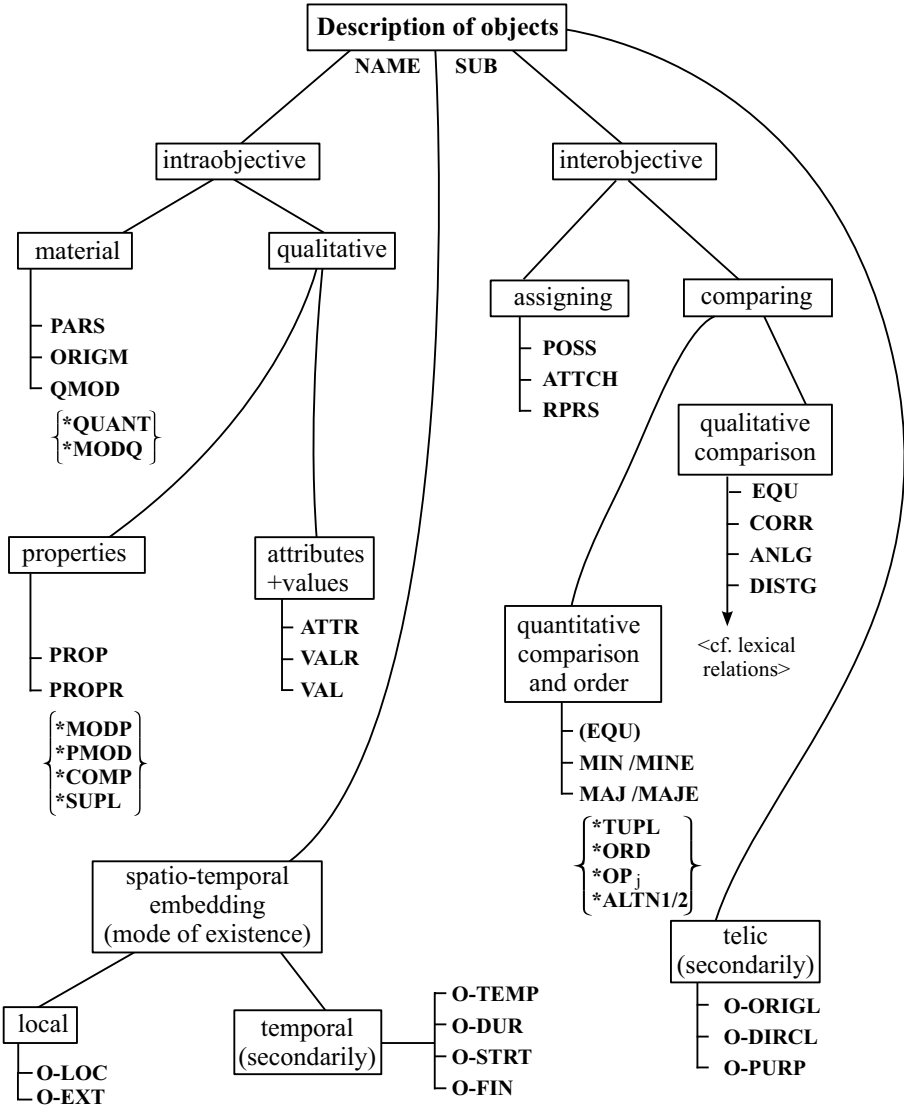 Description of objects
NAME SUB
intraobjective
interobjective
material
qualitative
assigning
comparing
PARS
ORIGM
QMOD
*QUANT
*MODQ
POSS
ATTCH
RPRS
qualitative
comparison
EQU
CORR
ANLG
DISTG
<cf. lexical
relations>
properties
PROP
PROPR
*MODP
*PMOD
*COMP
*SUPL
attributes
+values
ATTR
VALR
VAL
quantitative
comparison
and order
(EQU)
MIN /MINE
MAJ /MAJE
*TUPL
*ORD
*OP j
*ALTN1/2
spatio-temporal
embedding
(mode of existence)
local
O-LOC
O-EXT
temporal
(secondarily)
O-TEMP
O-DUR
O-STRT
O-FIN
telic
(secondarily)
O-ORIGL
O-DIRCL
O-PURP